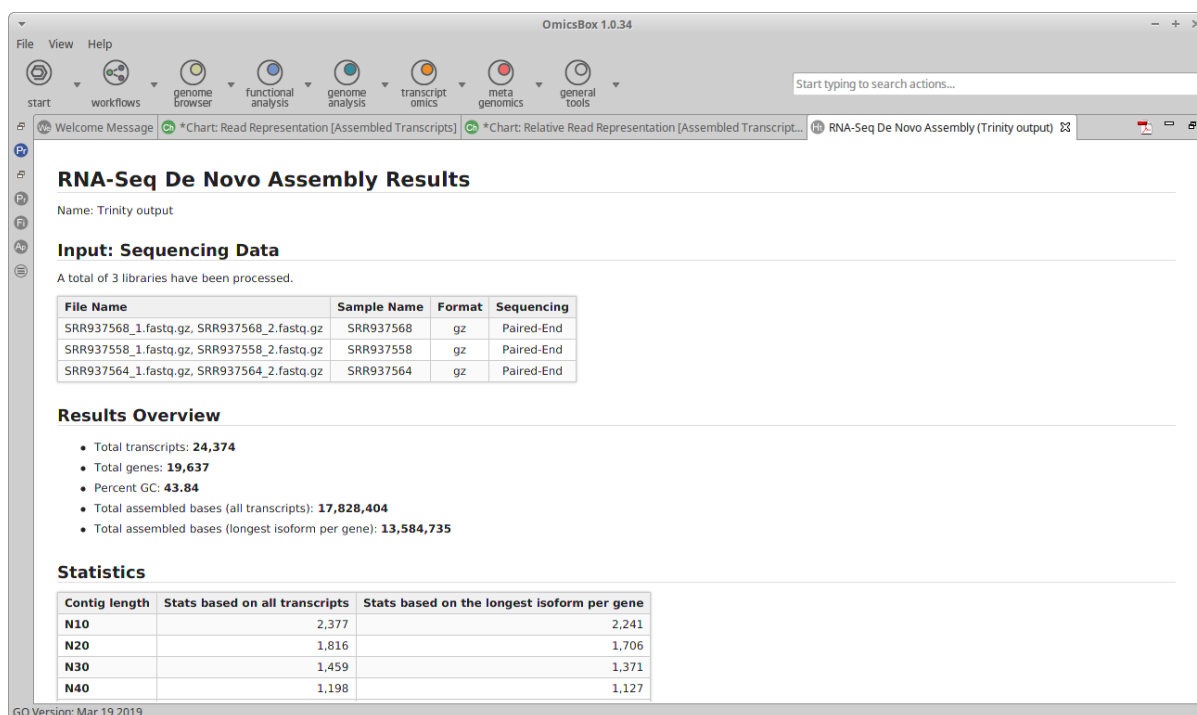 OmicsBox 1.0.34
File View Help
start workflows genome browser functional analysis genome analysis transcript omics meta genomics general tools
Start typing to search actions...
We Welcome Message Ch *Chart: Read Representation [Assembled Transcripts] Ch *Chart: Relative Read Representation [Assembled Transcript... Ht RNA-Seq De Novo Assembly (Trinity output)
Pr
Fi
Ap
RNA-Seq De Novo Assembly Results
Name: Trinity output
Input: Sequencing Data
A total of 3 libraries have been processed.
File Name Sample Name Format Sequencing
SRR937568_1.fastq.gz, SRR937568_2.fastq.gz SRR937568 gz Paired-End
SRR937558_1.fastq.gz, SRR937558_2.fastq.gz SRR937558 gz Paired-End
SRR937564_1.fastq.gz, SRR937564_2.fastq.gz SRR937564 gz Paired-End
Results Overview
• Total transcripts: 24,374
• Total genes: 19,637
• Percent GC: 43.84
• Total assembled bases (all transcripts): 17,828,404
• Total assembled bases (longest isoform per gene): 13,584,735
Statistics
Contig length Stats based on all transcripts Stats based on the longest isoform per gene
N10 2,377 2,241
N20 1,816 1,706
N30 1,459 1,371
N40 1,198 1,127
GO Version: Mar 19 2019